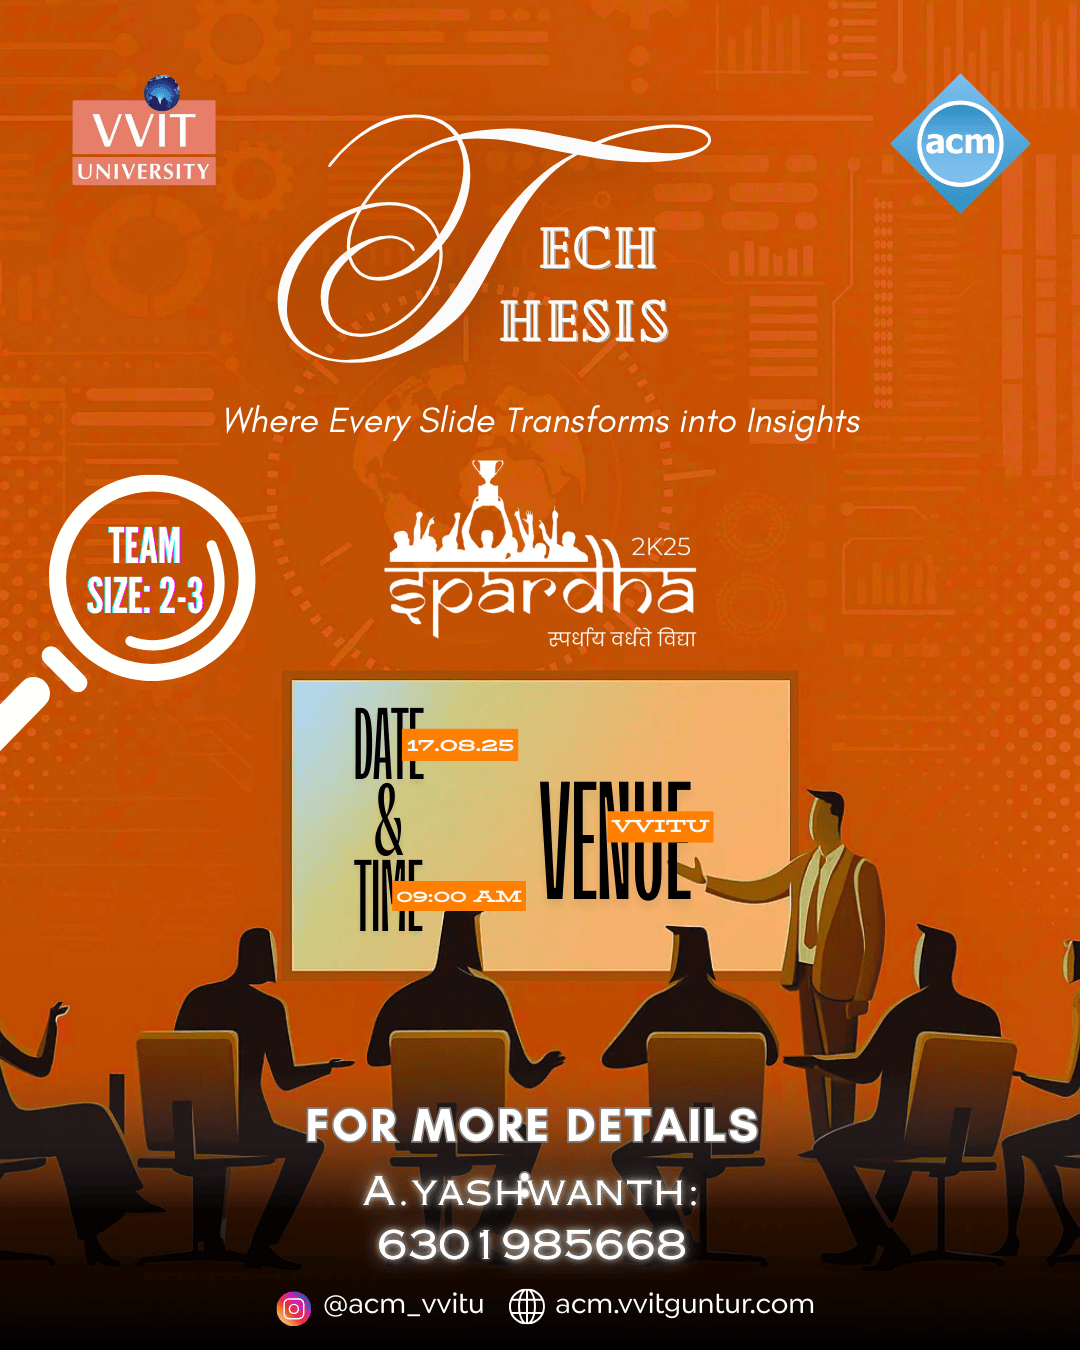 VVIT
UNIVERSITY
acm
TECH
THESIS
Where Every Slide Transforms into Insights
TEAM
SIZE: 2-3
2K25
spardha
स्पर्धाय वर्धते विद्या
DATE
17.08.25
&
TIME
09:00 AM
VENUE
VVITU
FOR MORE DETAILS
:
A.YASHWANTH:
6301985668
@acm_vvitu
acm.vvitguntur.com